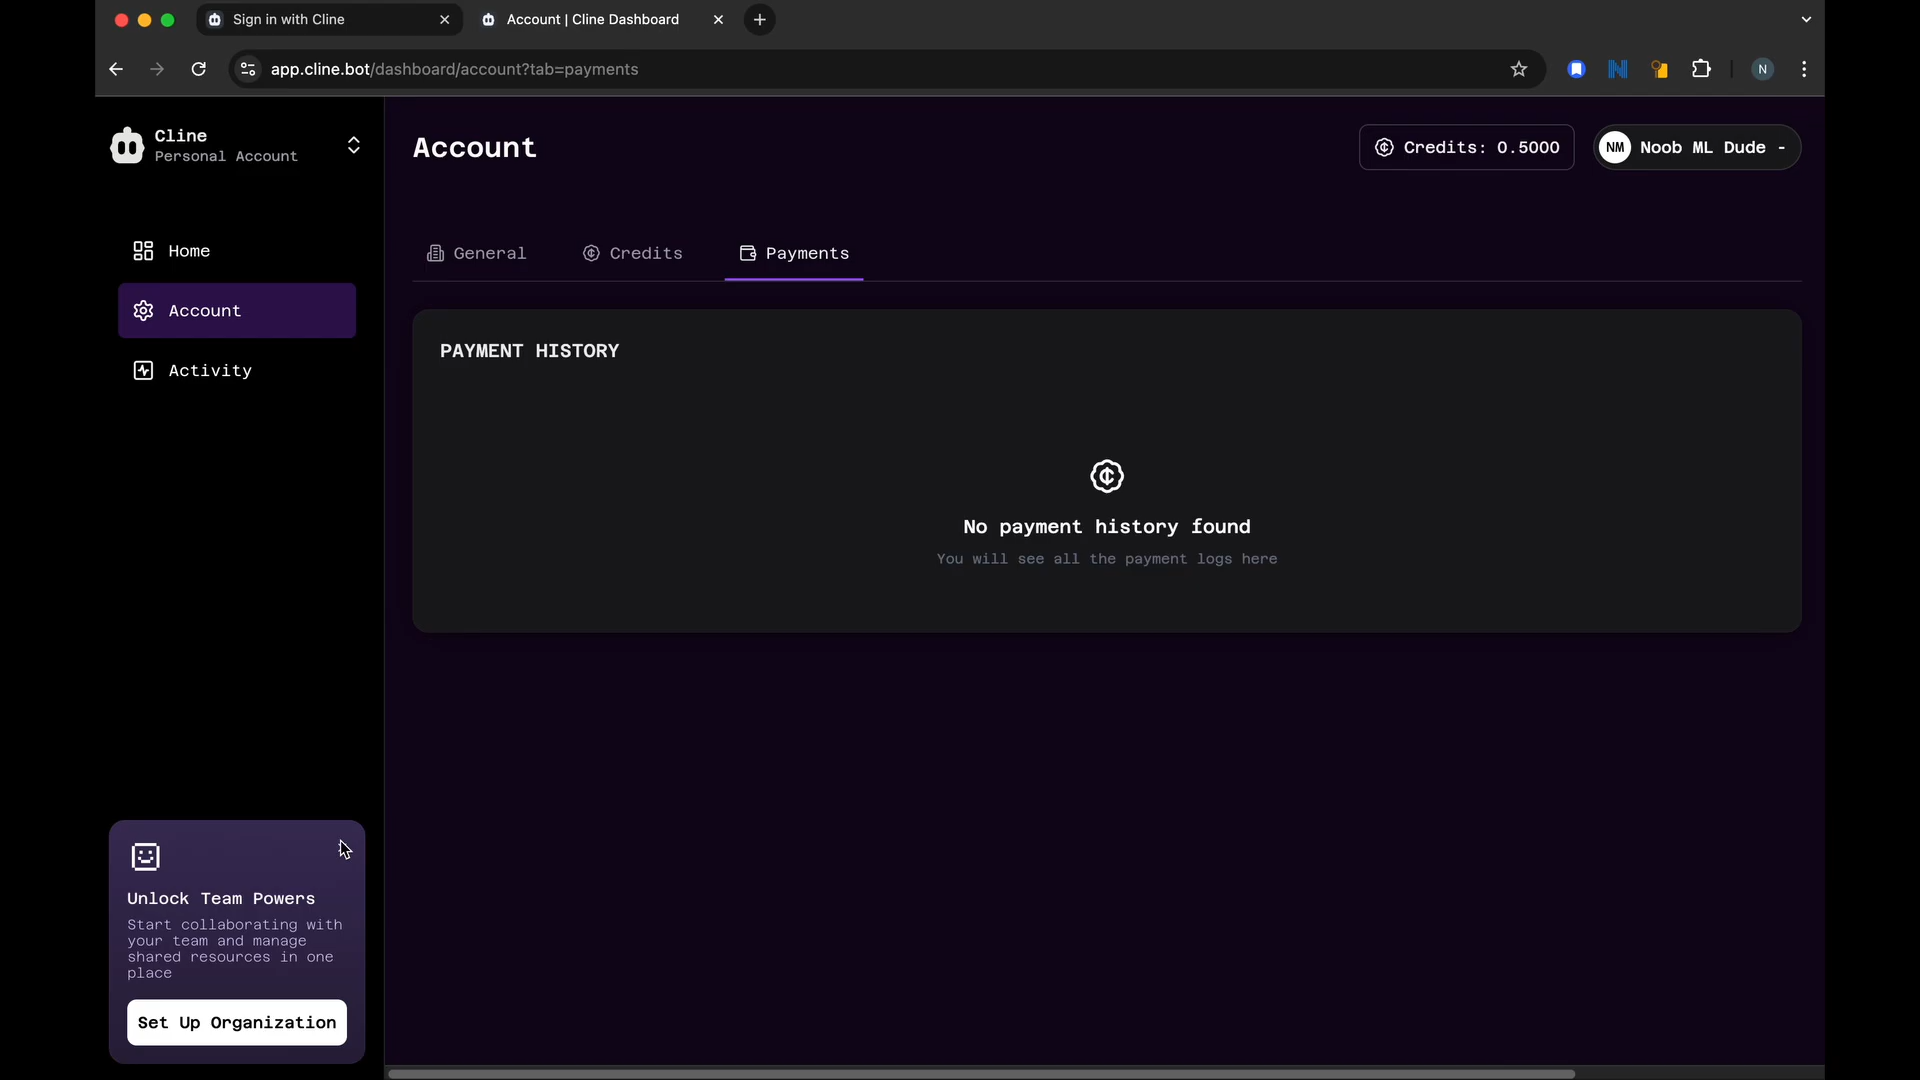 Sign in with Cline
Account | Cline Dashboard
app.cline.bot/dashboard/account?tab=payments
N
Cline
Personal Account
Account
Credits: 0.5000
NM
Noob ML Dude -
Home
Account
Activity
General
Credits
Payments
PAYMENT HISTORY
No payment history found
You will see all the payment logs here
Unlock Team Powers
Start collaborating with
your team and manage
shared resources in one
place
Set Up Organization